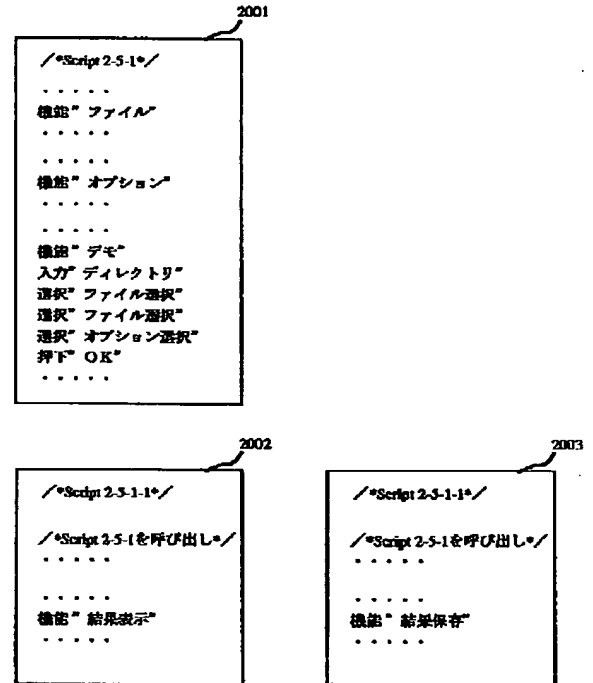 2001
/*Script 2-5-1*/
・・・・・
機能”ファイル”
・・・・・
・・・・・
機能”オプション”
・・・・・
・・・・・
機能”デモ”
入力”ディレクトリ”
選択”ファイル選択”
選択”ファイル選択”
選択”オプション選択”
押下”OK”
・・・・・
2002
/*Script 2-5-1-1*/
/*Script 2-5-1を呼び出し*/
・・・・・
・・・・・
機能”結果表示”
・・・・・
2003
/*Script 2-5-1-1*/
/*Script 2-5-1を呼び出し*/
・・・・・
・・・・・
機能”結果保存”
・・・・・